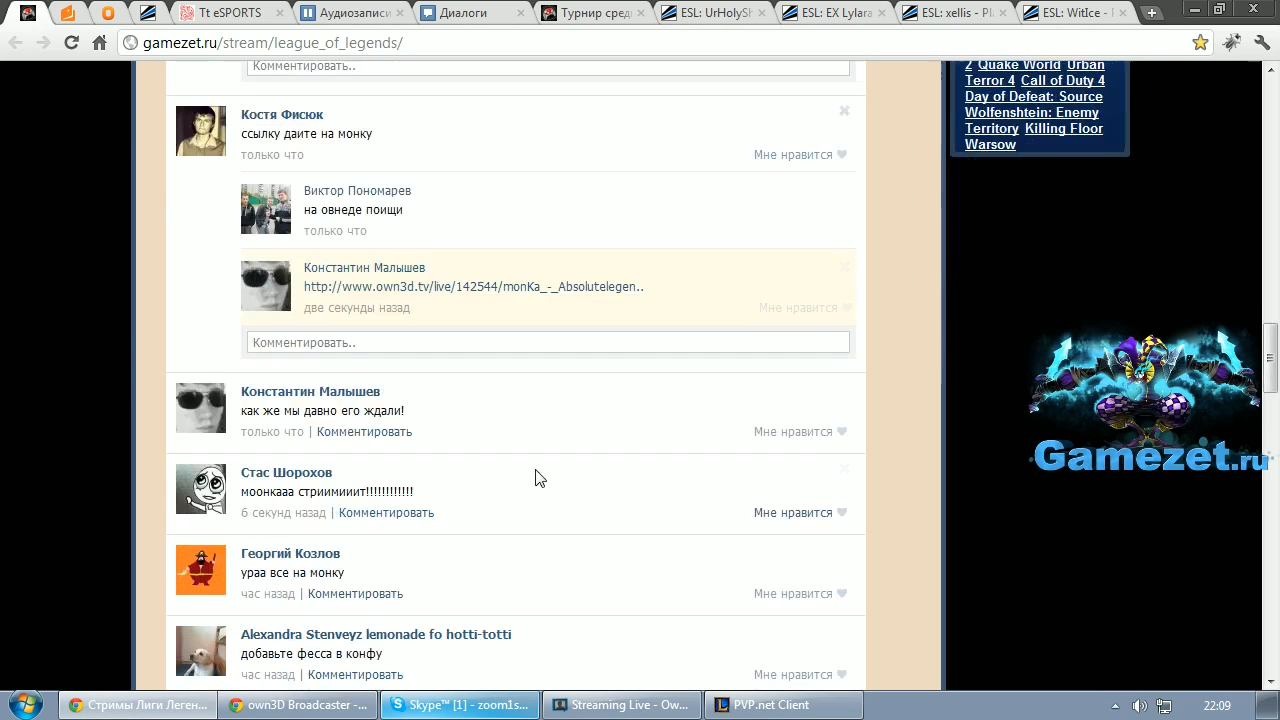 Tt eSPORTS
Аудиозаписи
Диалоги
Турнир сред
ESL: Urh
ESL: EX Lylara
ESL: xellis - Pl
ESL: WitIce -
gamezet.ru/stream/league_of_legends/
Комментировать..
Костя Фисюк
ссылку даите на монку
только что
Мне нравится
Виктор Пономарев
на овнеде поищи
только что
Константин Малышев
http://www.own3d.tv/live/142544/monKa_-_Absolutelegen..
две секунды назад
Мне нравится
Комментировать..
Константин Малышев
как же мы давно его ждали!
только что | Комментировать
Мне нравится
Стас Шорохов
моонкааа стриимииит!!!!!!!!!!!!
6 секунд назад | Комментировать
Мне нравится
Георгий Козлов
ураа все на монку
час назад | Комментировать
Мне нравится
Alexandra Stenveyz lemonade fo hotti-totti
добавьте фесса в конфу
час назад | Комментировать
Мне нравится
2 Quake World Urban
Terror 4 Call of Duty 4
Day of Defeat: Source
Wolfenshtein: Enemy
Territory Killing Floor
Warsow
Gamezet.ru
Стримы Лиги Леген...
own3D Broadcaster -...
Skype™ [1] - zoom1s...
Streaming Live - Ow...
PVP.net Client
22:09